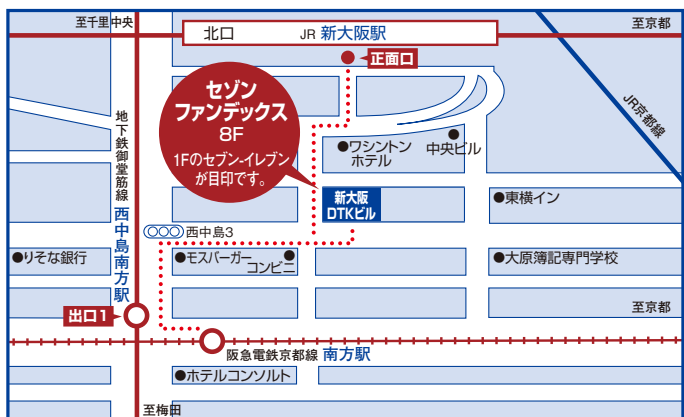 至千里中央
北口
JR 新大阪駅
至京都
●正面口
セゾン
ファンデックス
8F
1Fのセブン-イレブン
が目印です。
JR京都線
地下鉄御堂筋線 西中島南方駅
●ワシントン
ホテル
中央ビル
新大阪
DTKビル
●東横イン
西中島3
●りそな銀行
●モスバーガー
コンビニ
●大原簿記専門学校
出口1
至京都
阪急電鉄京都線 南方駅
●ホテルコンソルト
至梅田